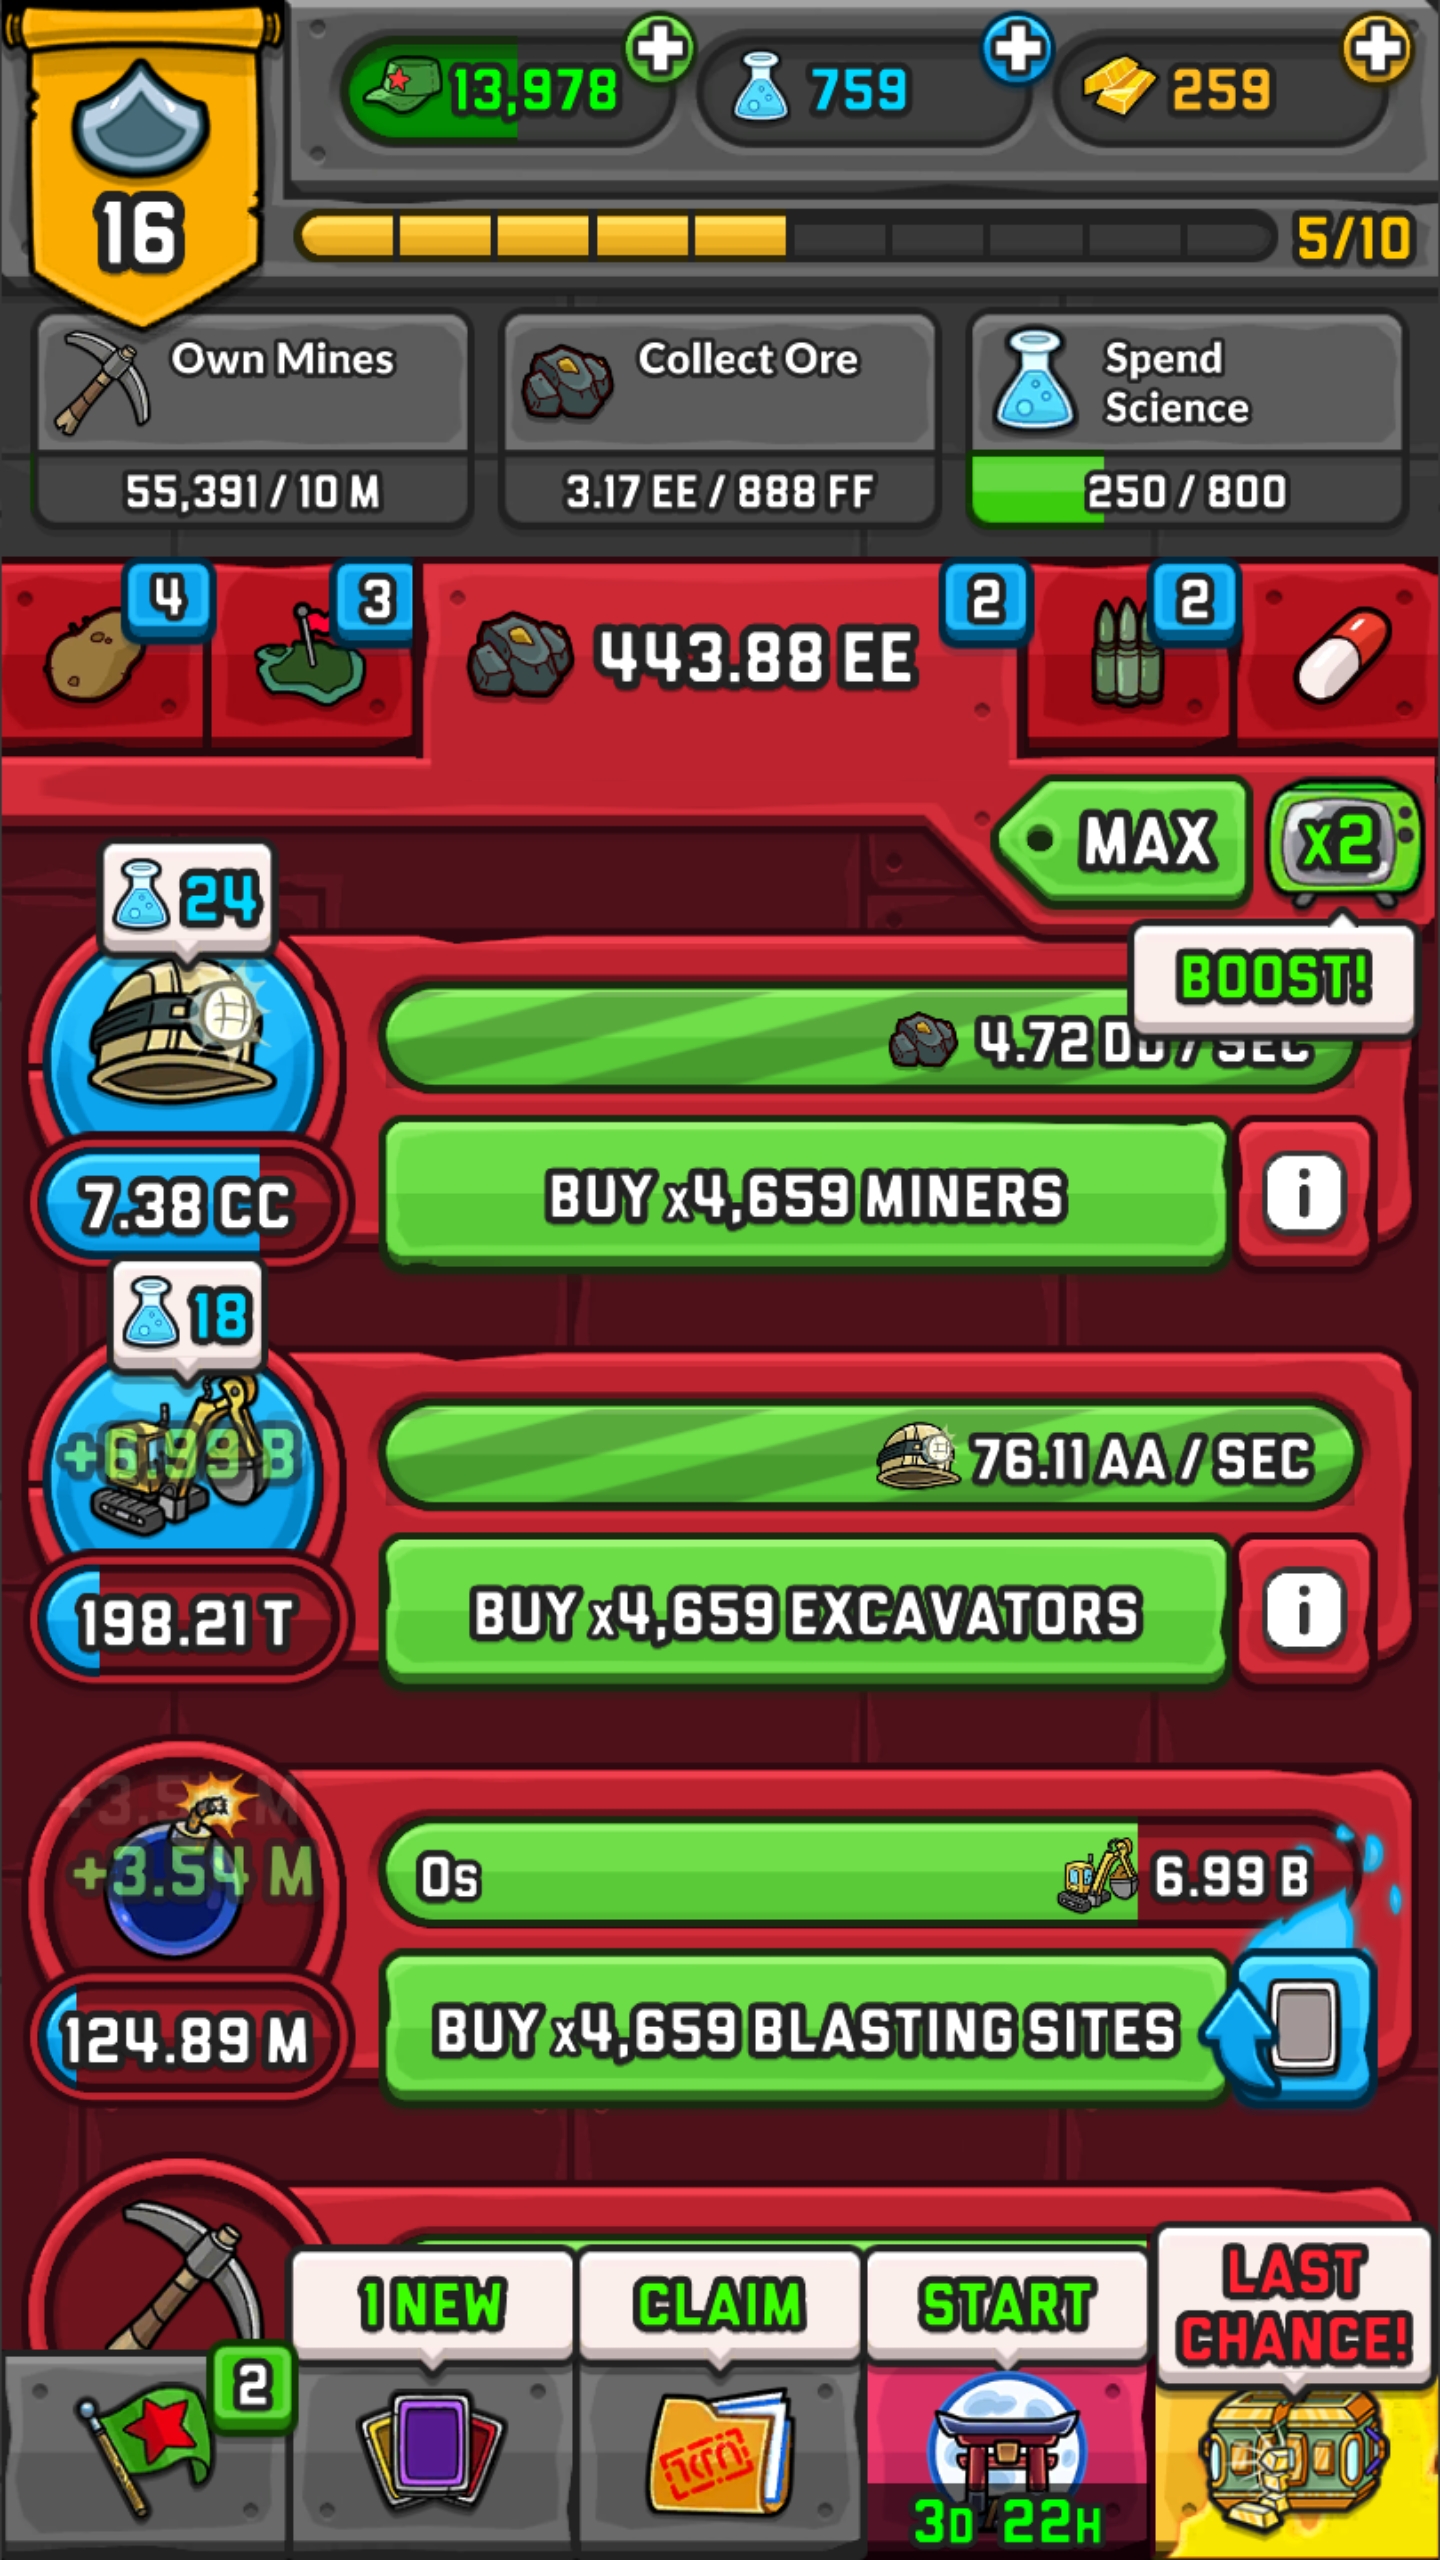 13,978
759
259
16
5/10
Own Mines
55,391 / 10 M
Collect Ore
3.17 EE / 888 FF
Spend
Science
250 / 800
4
3
443.88 EE
2
2
MAX
x2
BOOST!
24
4.72 DD / SEC
7.38 CC
BUY x4,659 MINERS
i
18
+6.99 B
76.11 AA / SEC
198.21 T
BUY x4,659 EXCAVATORS
i
+3.54 M
0s
6.99 B
124.89 M
BUY x4,659 BLASTING SITES
1 NEW
CLAIM
START
LAST
CHANCE!
2
3D 22H